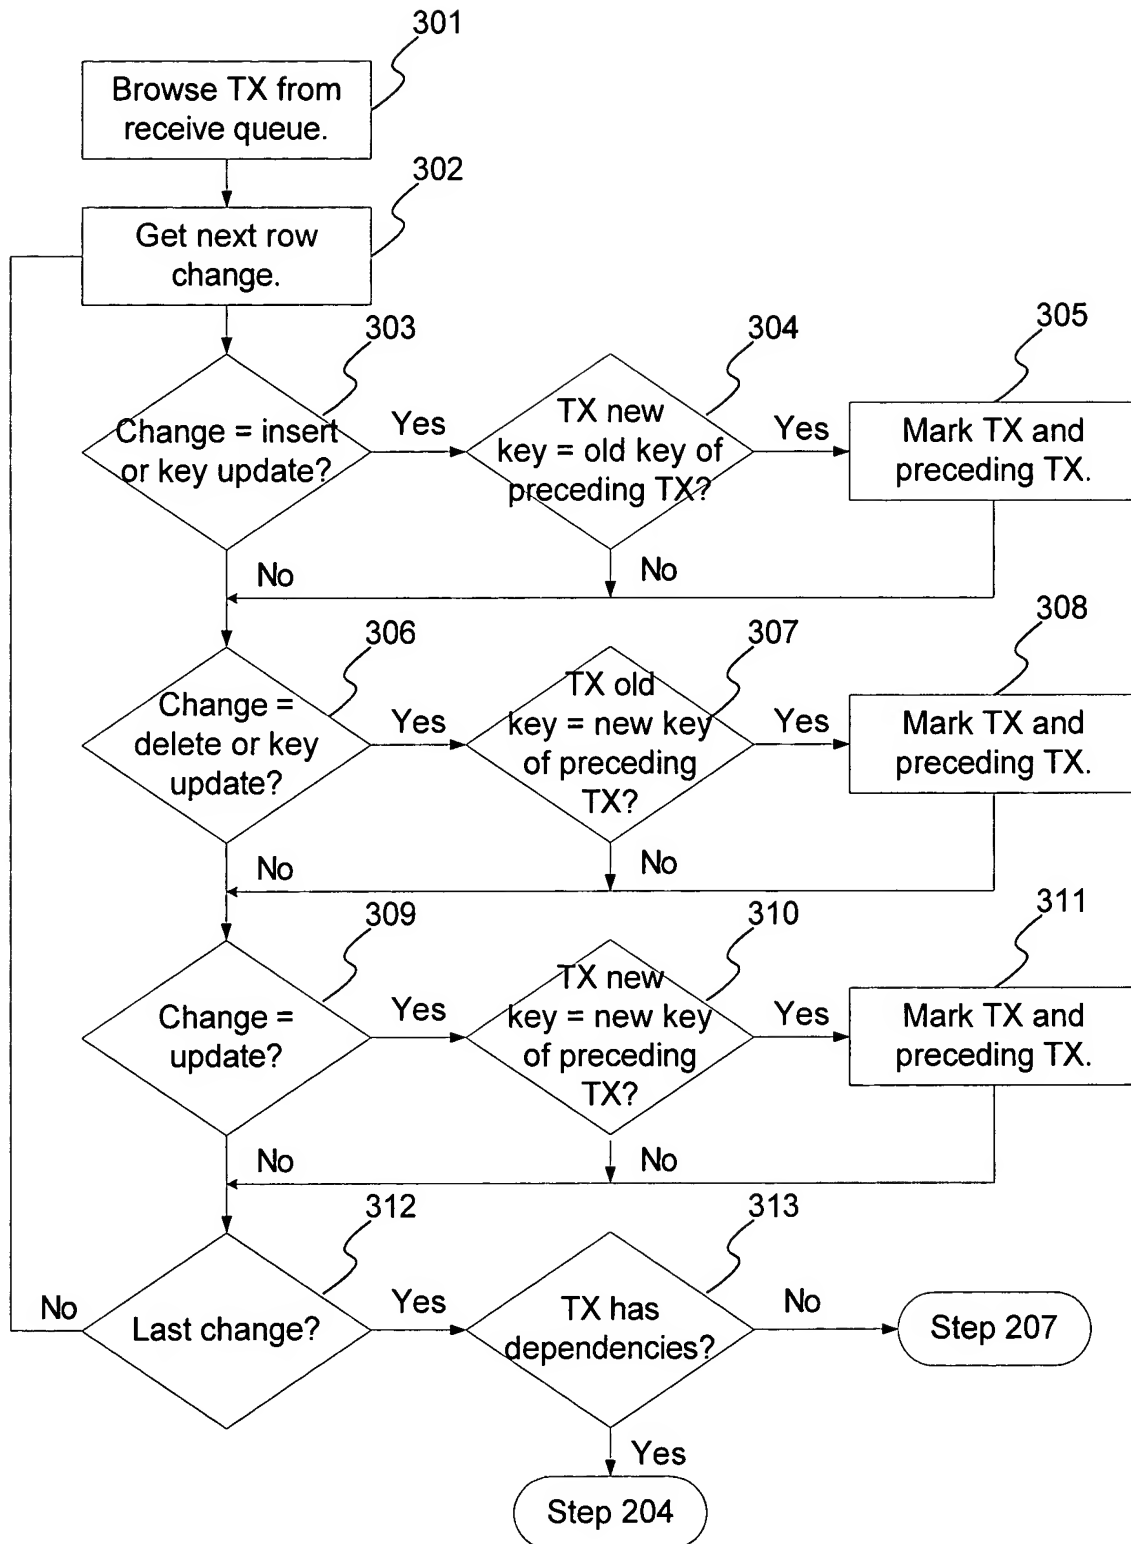 301
Browse TX from
receive queue.
302
Get next row
change.
303
304
305
Change = insert
or key update?
Yes
TX new
key = old key of
preceding TX?
Yes
Mark TX and
preceding TX.
No
No
306
307
308
Change =
delete or key
update?
Yes
TX old
key = new key
of preceding
TX?
Yes
Mark TX and
preceding TX.
No
No
309
310
311
Change =
update?
Yes
TX new
key = new key
of preceding
TX?
Yes
Mark TX and
preceding TX.
No
No
312
313
No
Last change?
Yes
TX has
dependencies?
No
Step 207
Yes
Step 204